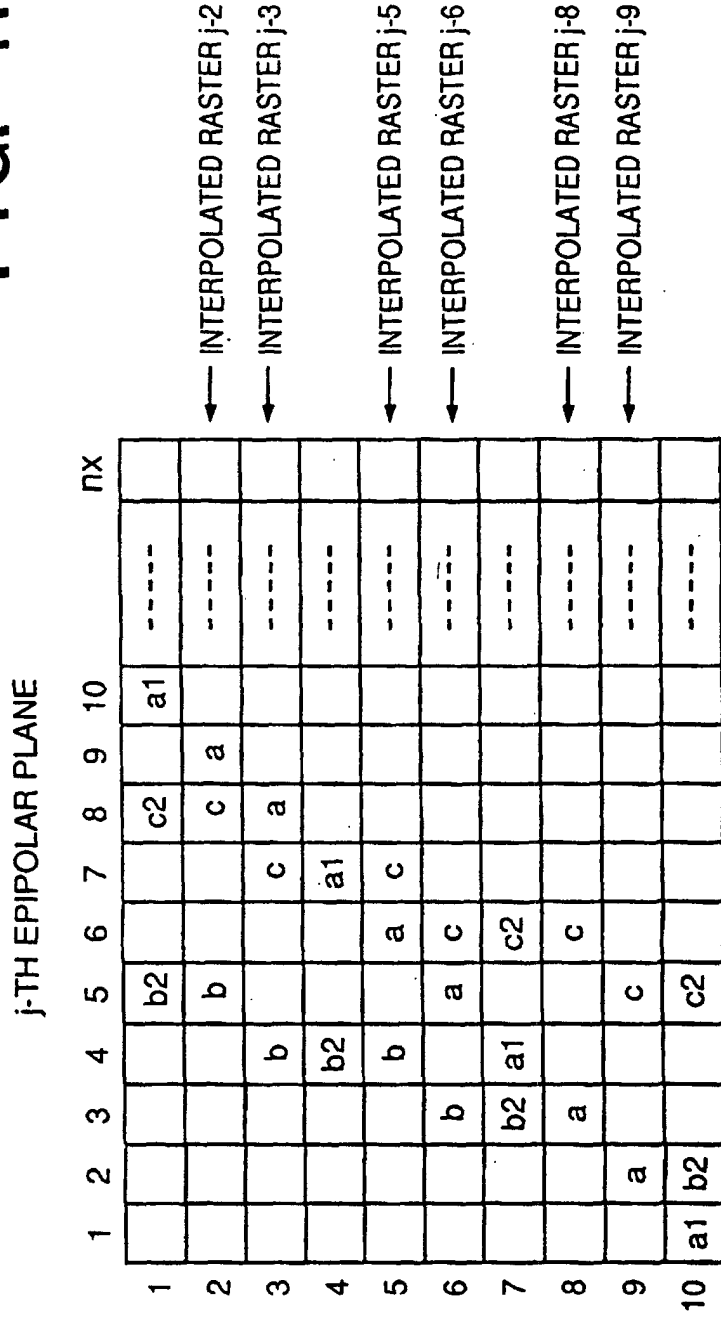 j-TH EPIPOLAR PLANE
1 2 3 4 5 6 7 8 9 10 nx
1 b2 c2 a1 -----
2 b c a ----- ← INTERPOLATED RASTER j-2
3 b c a ----- ← INTERPOLATED RASTER j-3
4 b2 a1 -----
5 b a c ----- ← INTERPOLATED RASTER j-5
6 b a c ----- ← INTERPOLATED RASTER j-6
7 b2 a1 c2 -----
8 a c ----- ← INTERPOLATED RASTER j-8
9 a c ----- ← INTERPOLATED RASTER j-9
10 a1 b2 c2 -----